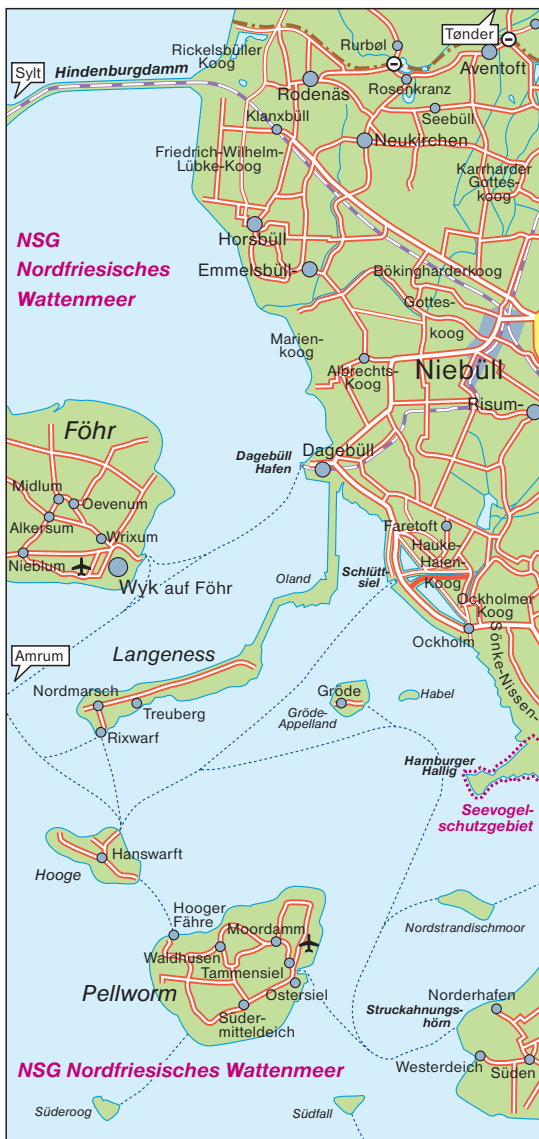 Tønder
Rickelsbüller
Koog
Rurbøl
Aventoft
Sylt
Hindenburgdamm
Rodenäs
Rosenkranz
Seebüll
Klanxbüll
Neukirchen
Friedrich-Wilhelm-
Lübke-Koog
Karrharder
Gottes-
koog
Horsbüll
NSG
Nordfriesisches
Wattenmeer
Emmelsbüll-
Bökingharderkoog
Gottes-
koog
Marien-
koog
Albrechts-
Koog
Niebüll
Risum-
Föhr
Dagebüll
Hafen
Dagebüll
Midlum
Oevenum
Alkersum
Wrixum
Nieblum
Wyk auf Föhr
Faretoft
Hauke-
Haien-
Koog
Schlütt-
siel
Oland
Ockholmer
Koog
Ockholm
Sönke-Nissen-
Amrum
Langeness
Nordmarsch
Treuberg
Rixwarf
Gröde
Gröde-
Appelland
Habel
Hamburger
Hallig
Seevogel-
schutzgebiet
Hanswarft
Hooge
Hooger
Fähre
Moordamm
Waldhusen
Tammensiel
Ostersiel
Pellworm
Süder-
mitteldeich
Nordstrandischmoor
Norderhafen
Struckahnungs-
hörn
Westerdeich
Süden
NSG Nordfriesisches Wattenmeer
Süderoog
Südfall